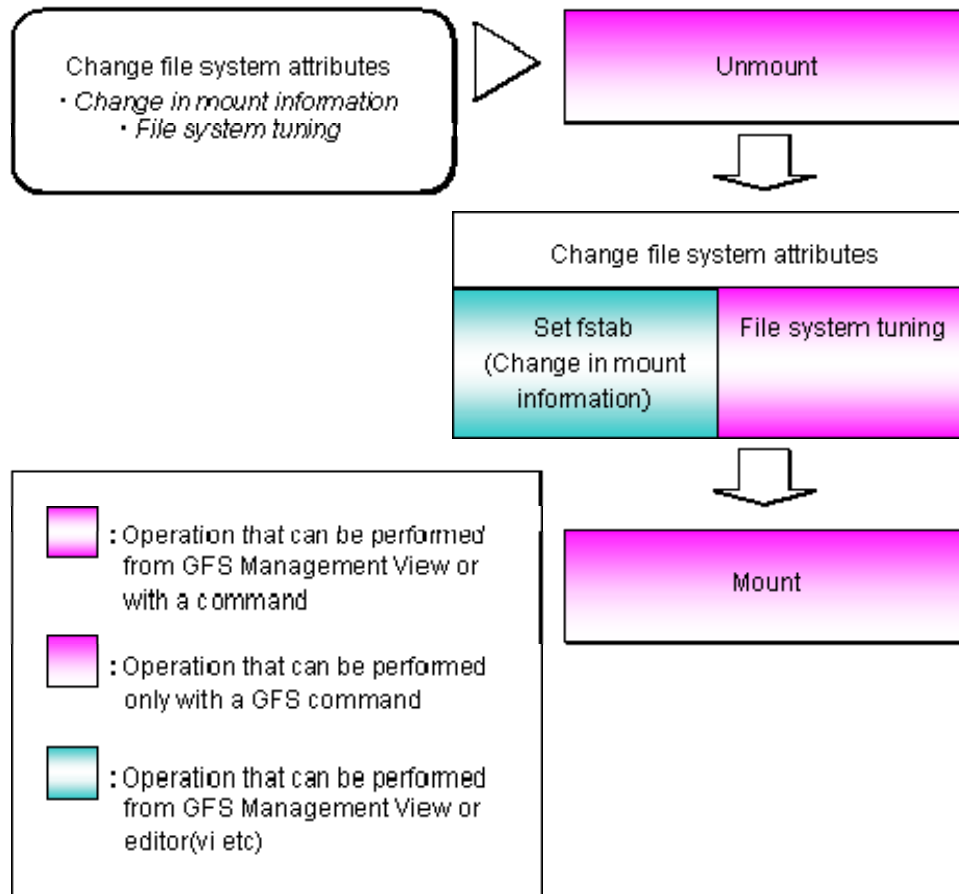 Change file system attributes
・Change in mount information
・File system tuning
Unmount
Change file system attributes
Set fstab
(Change in mount
information)
File system tuning
Mount
: Operation that can be performed
from GFS Management View or
with a command
: Operation that can be performed
only with a GFS command
: Operation that can be performed
from GFS Management View or
editor(vi etc)